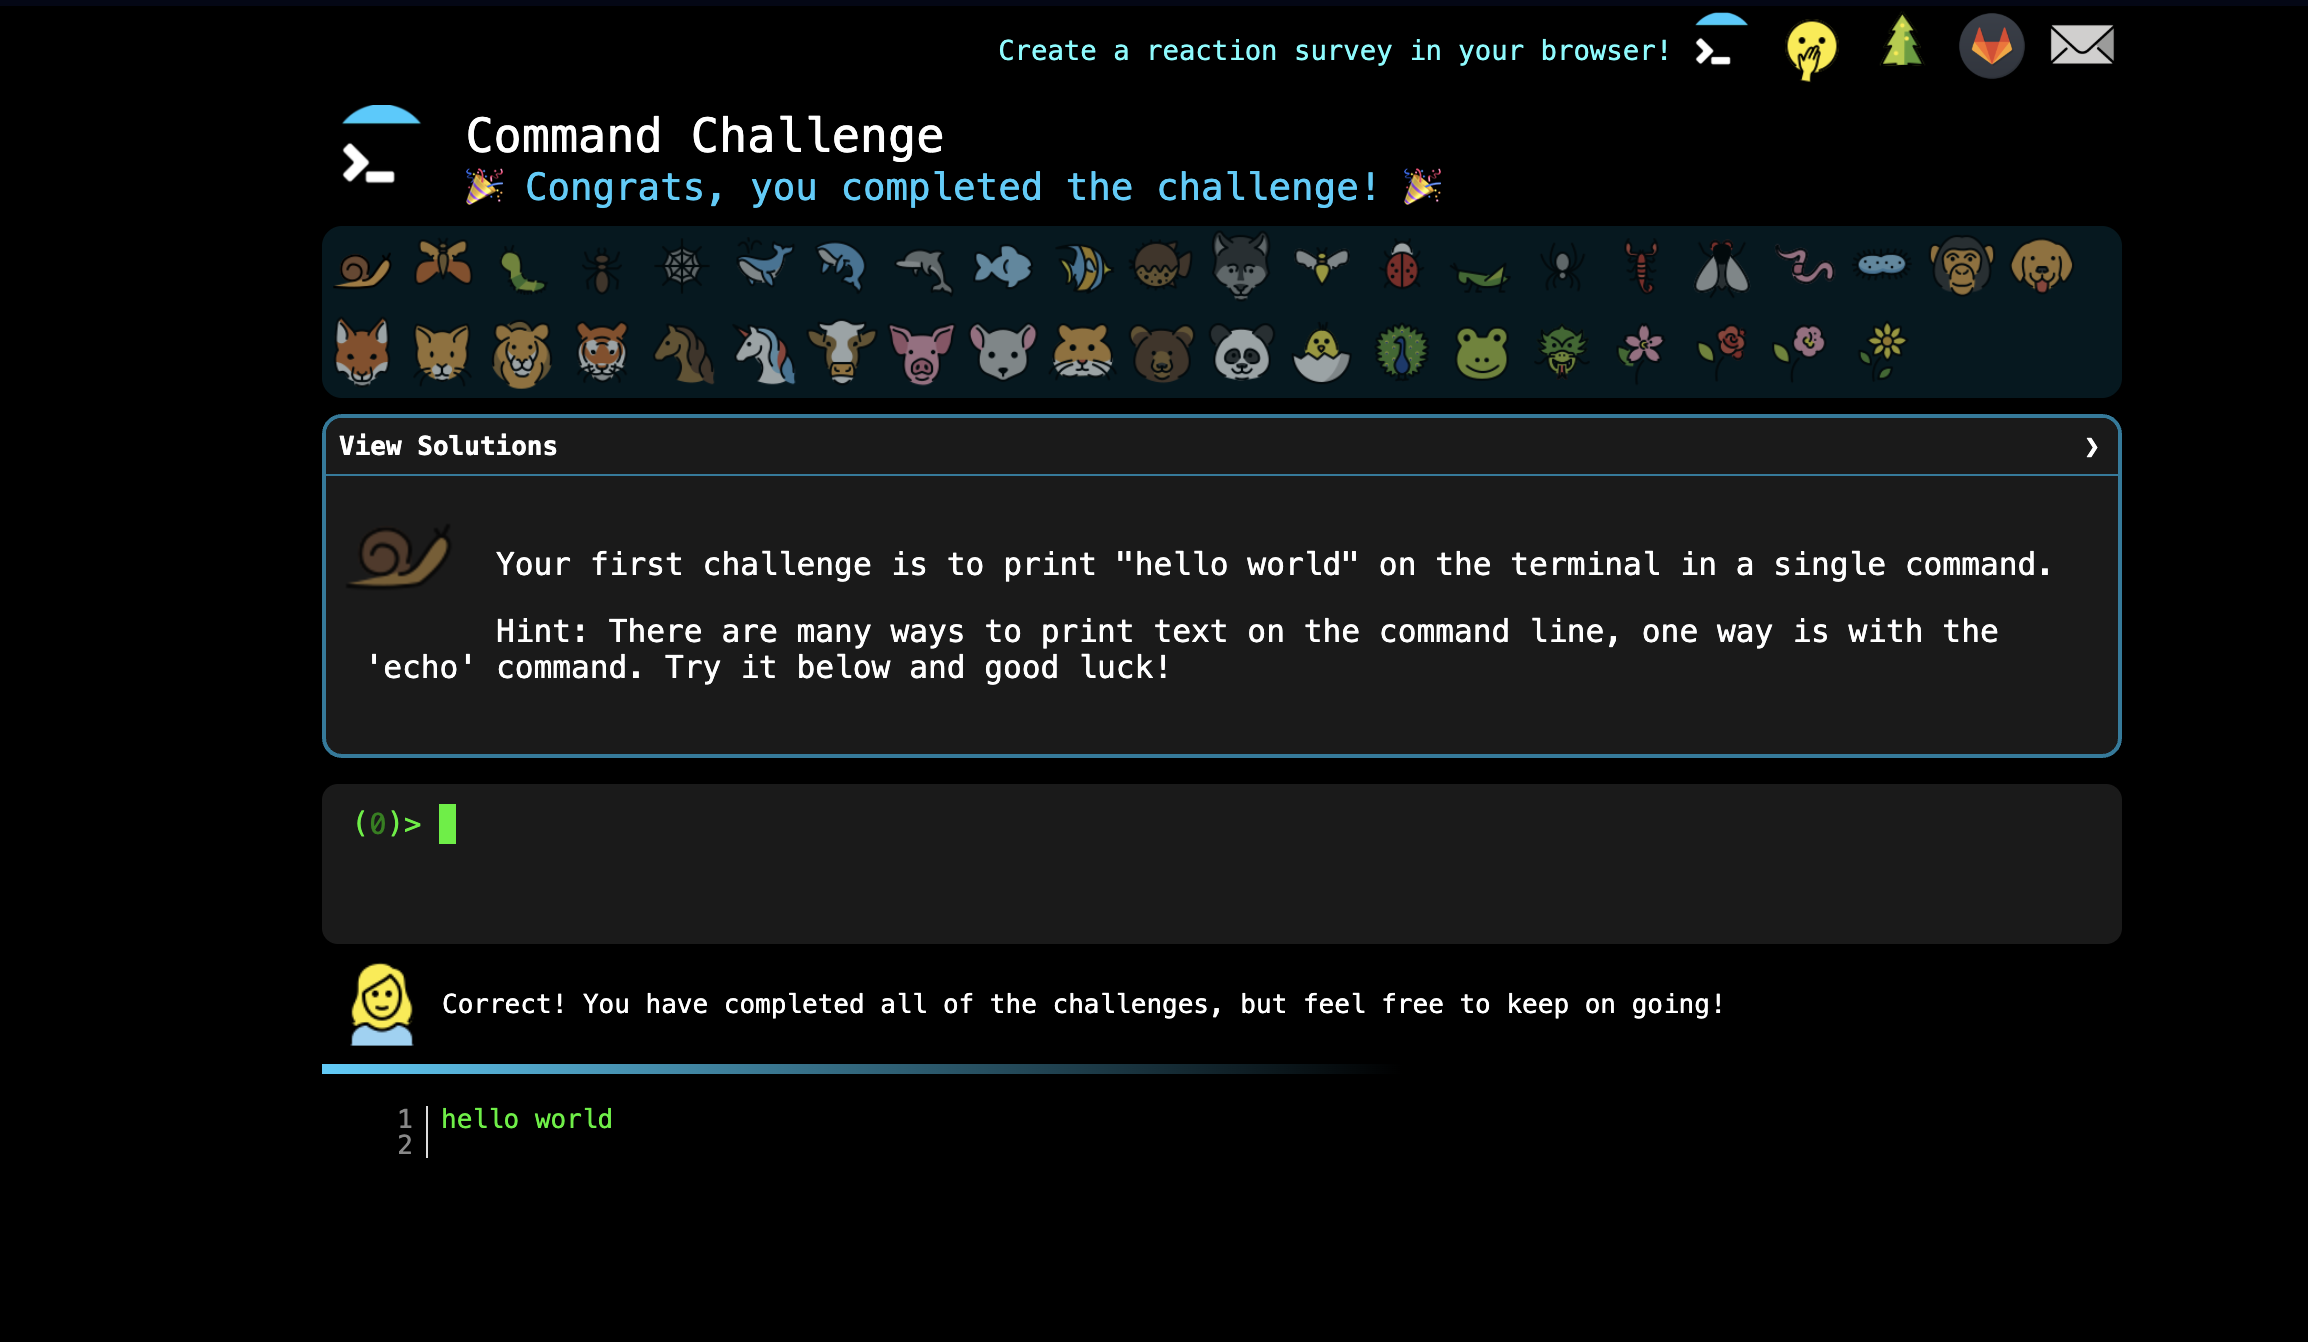 Create a reaction survey in your browser!
Command Challenge
Congrats, you completed the challenge!
View Solutions
Your first challenge is to print "hello world" on the terminal in a single command.
Hint: There are many ways to print text on the command line, one way is with the
'echo' command. Try it below and good luck!
(0)>
Correct! You have completed all of the challenges, but feel free to keep on going!
1 hello world
2